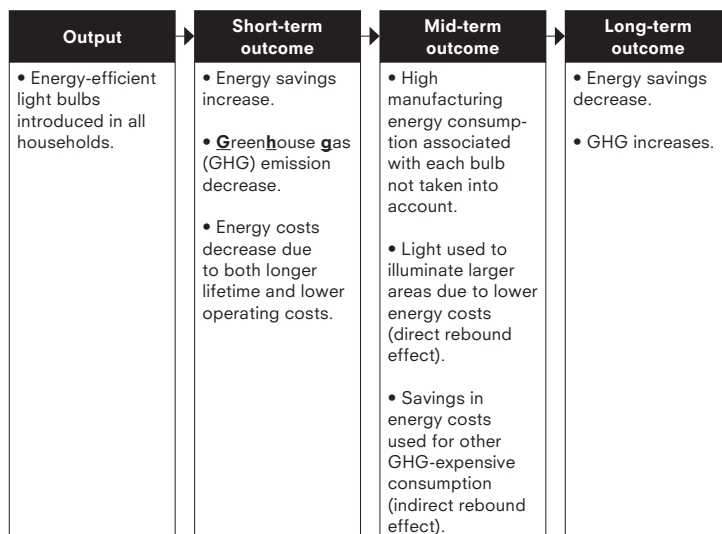 Output
• Energy-efficient
light bulbs
introduced in all
households.
Short-term
outcome
• Energy savings
increase.
• Greenhouse gas
(GHG) emission
decrease.
• Energy costs
decrease due
to both longer
lifetime and lower
operating costs.
Mid-term
outcome
• High
manufacturing
energy consump-
tion associated
with each bulb
not taken into
account.
• Light used to
illuminate larger
areas due to lower
energy costs
(direct rebound
effect).
• Savings in
energy costs
used for other
GHG-expensive
consumption
(indirect rebound
effect).
Long-term
outcome
• Energy savings
decrease.
• GHG increases.